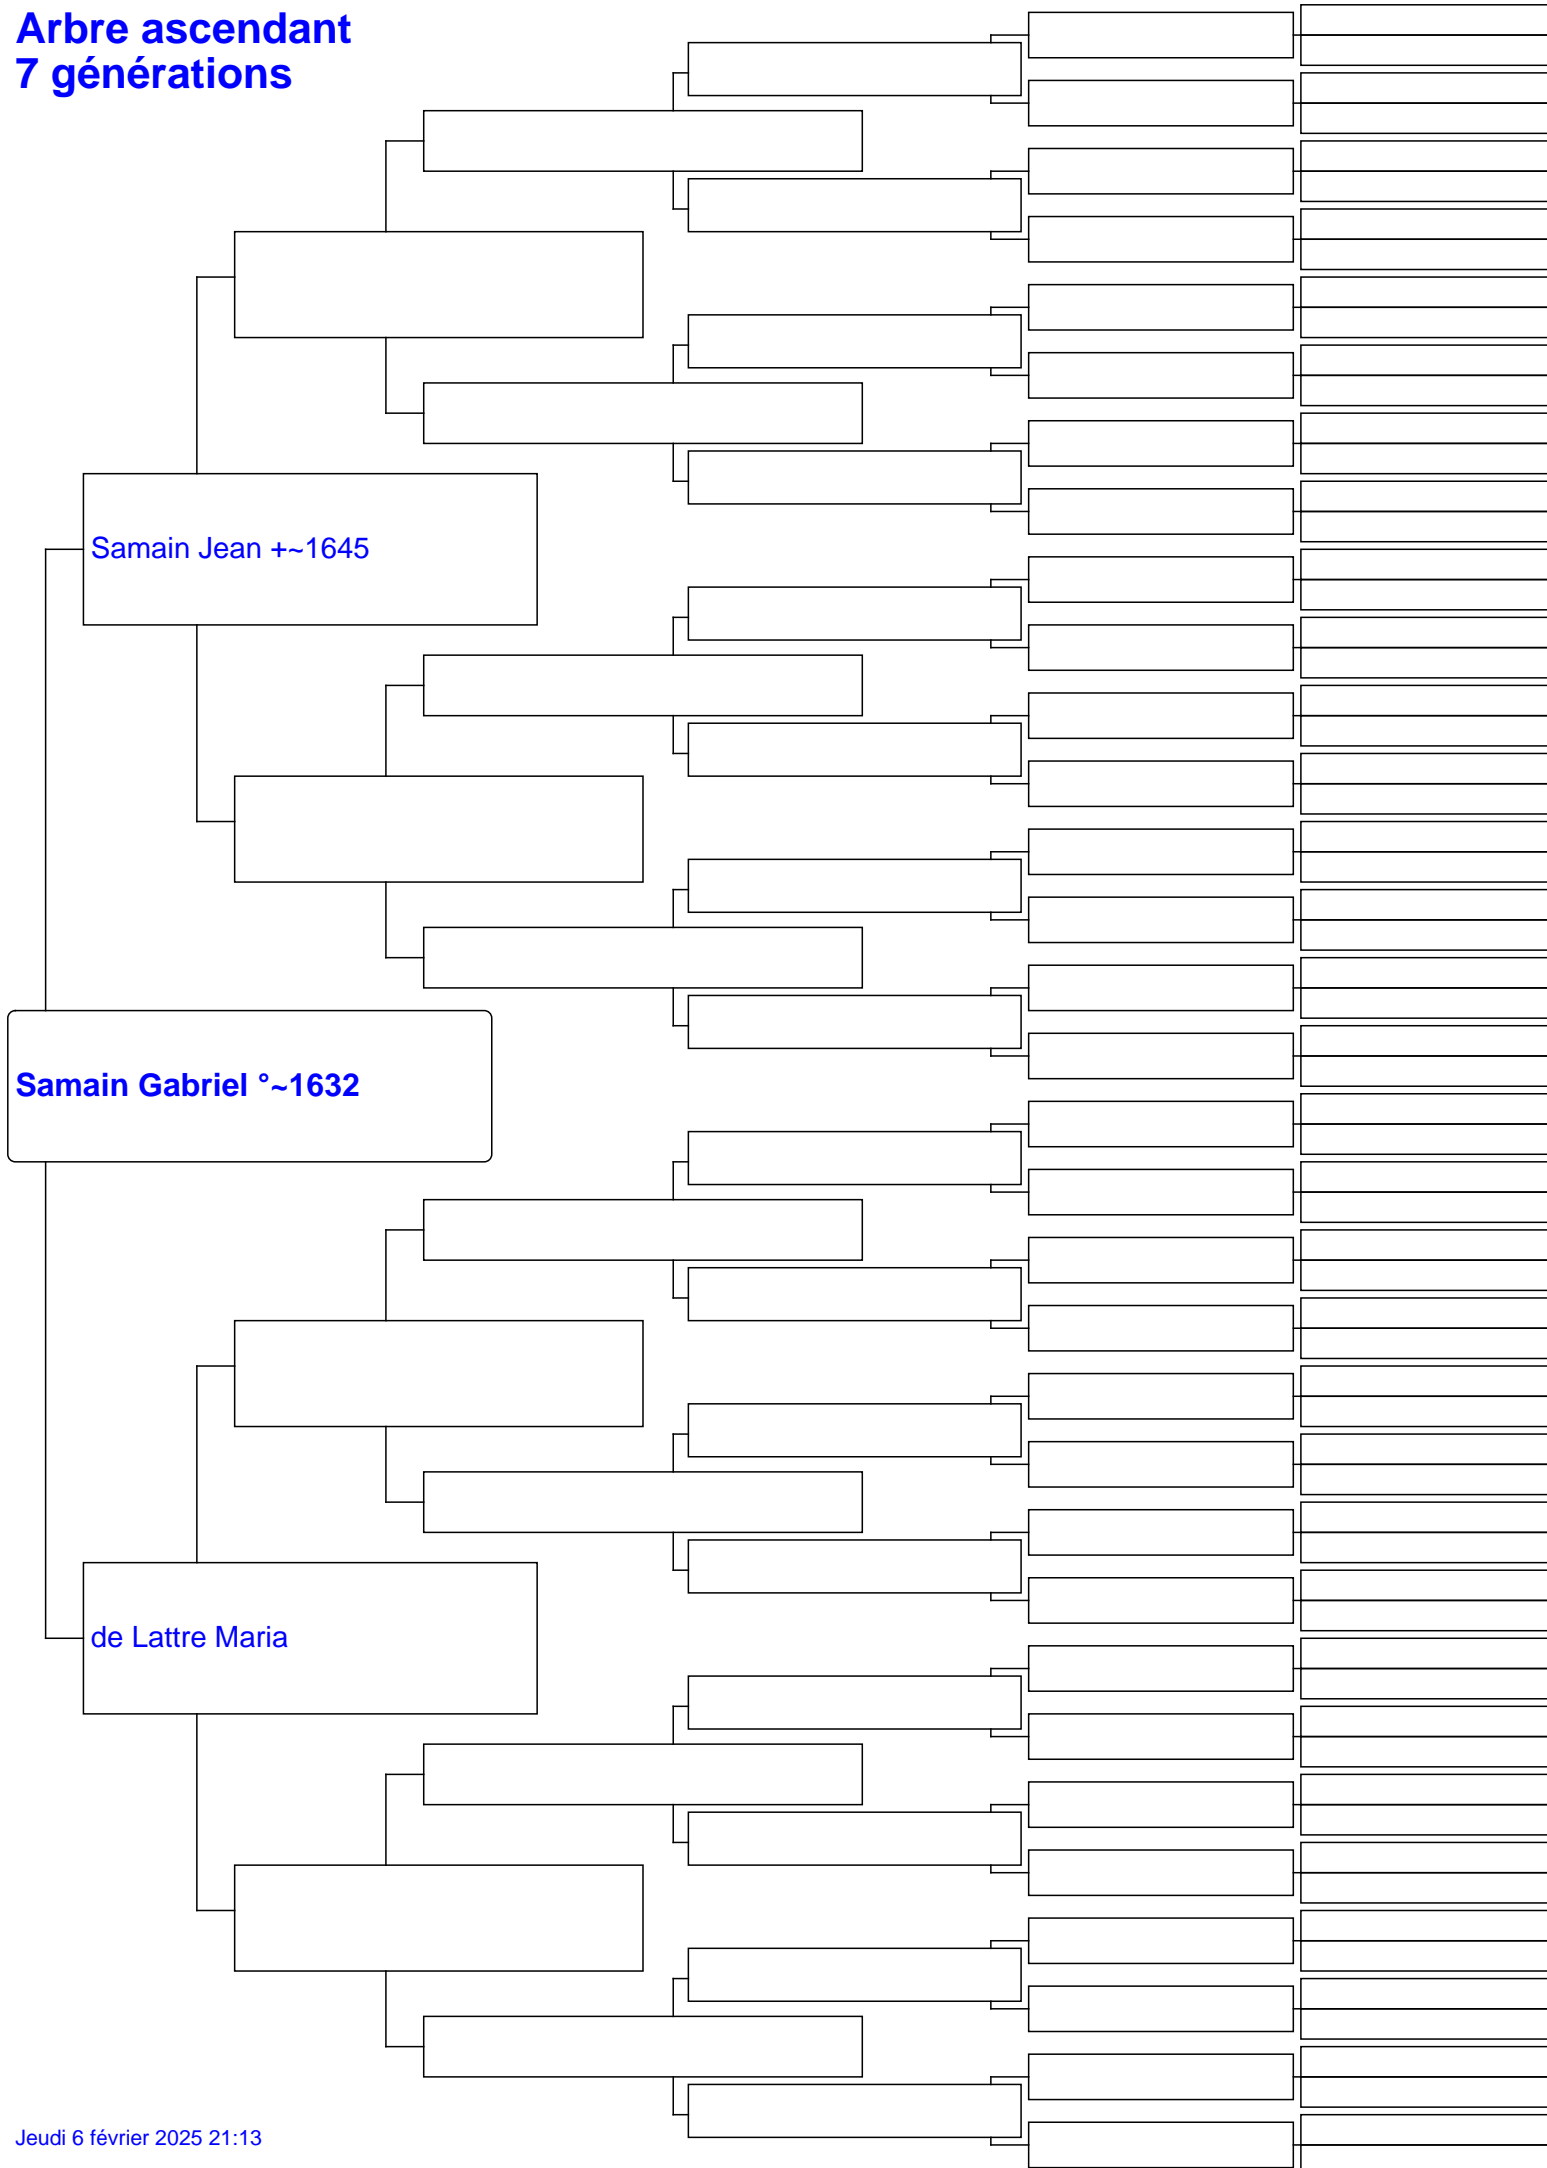 Arbre ascendant
7 générations
Samain Jean +~1645
Samain Gabriel °~1632
de Lattre Maria
Jeudi 6 février 2025 21:13